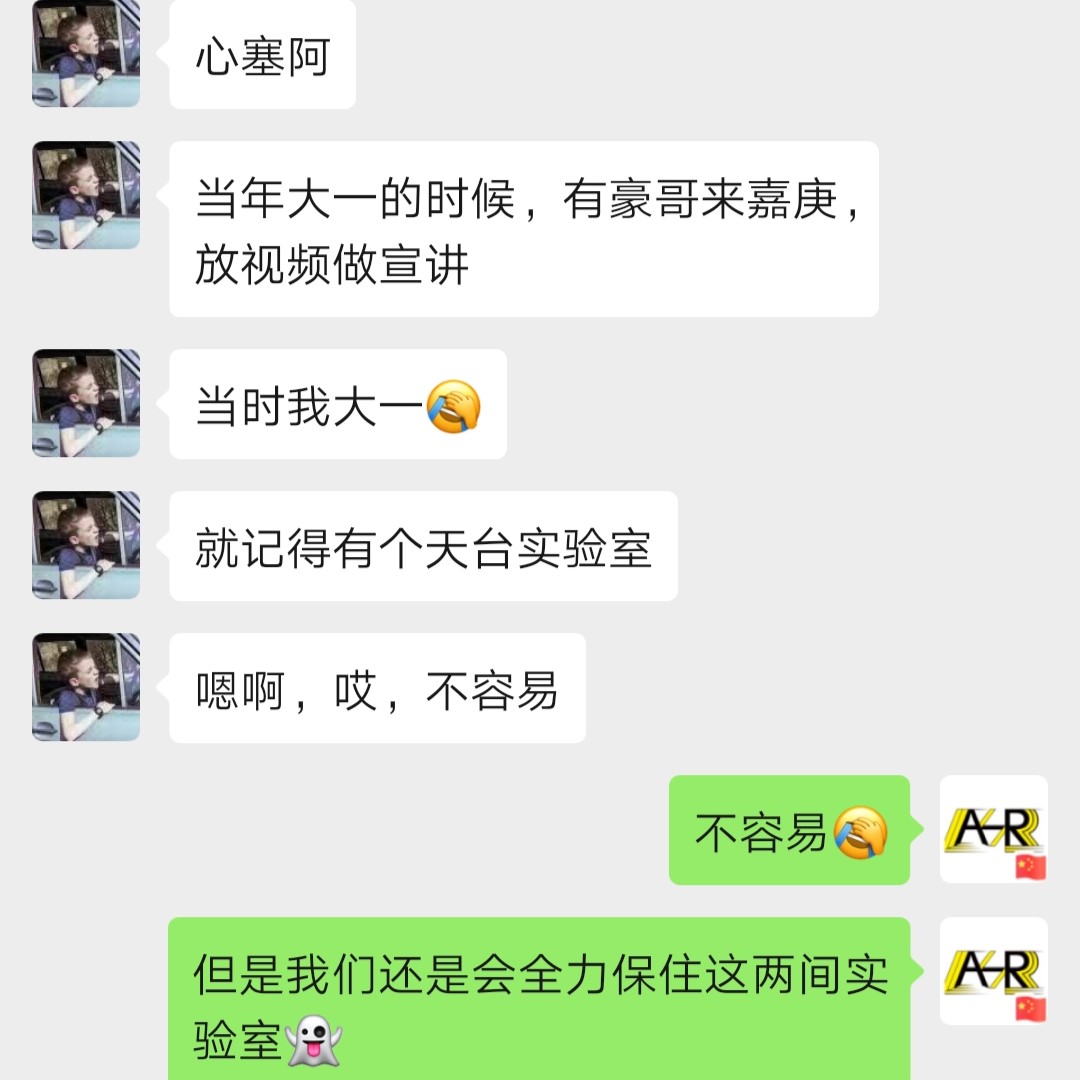 心塞阿
当年大一的时候，有豪哥来嘉庚，
放视频做宣讲
当时我大一🤦
就记得有个天台实验室
嗯啊，哎，不容易
不容易🤦
A-R
但是我们还是会全力保住这两间实
验室👻
A-R